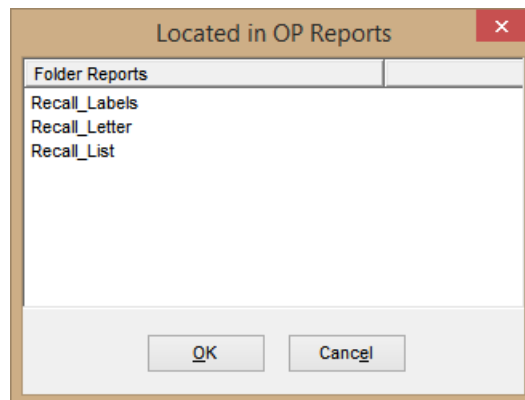 Located in OP Reports
Folder Reports
Recall_Labels
Recall_Letter
Recall_List
OK Cancel